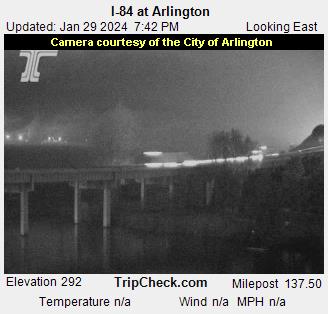 I-84 at Arlington
Updated: Jan 29 2024 7:42 PM Looking East
Camera courtesy of the City of Arlington
Elevation 292 TripCheck.com Milepost 137.50
Temperature n/a Wind n/a MPH n/a